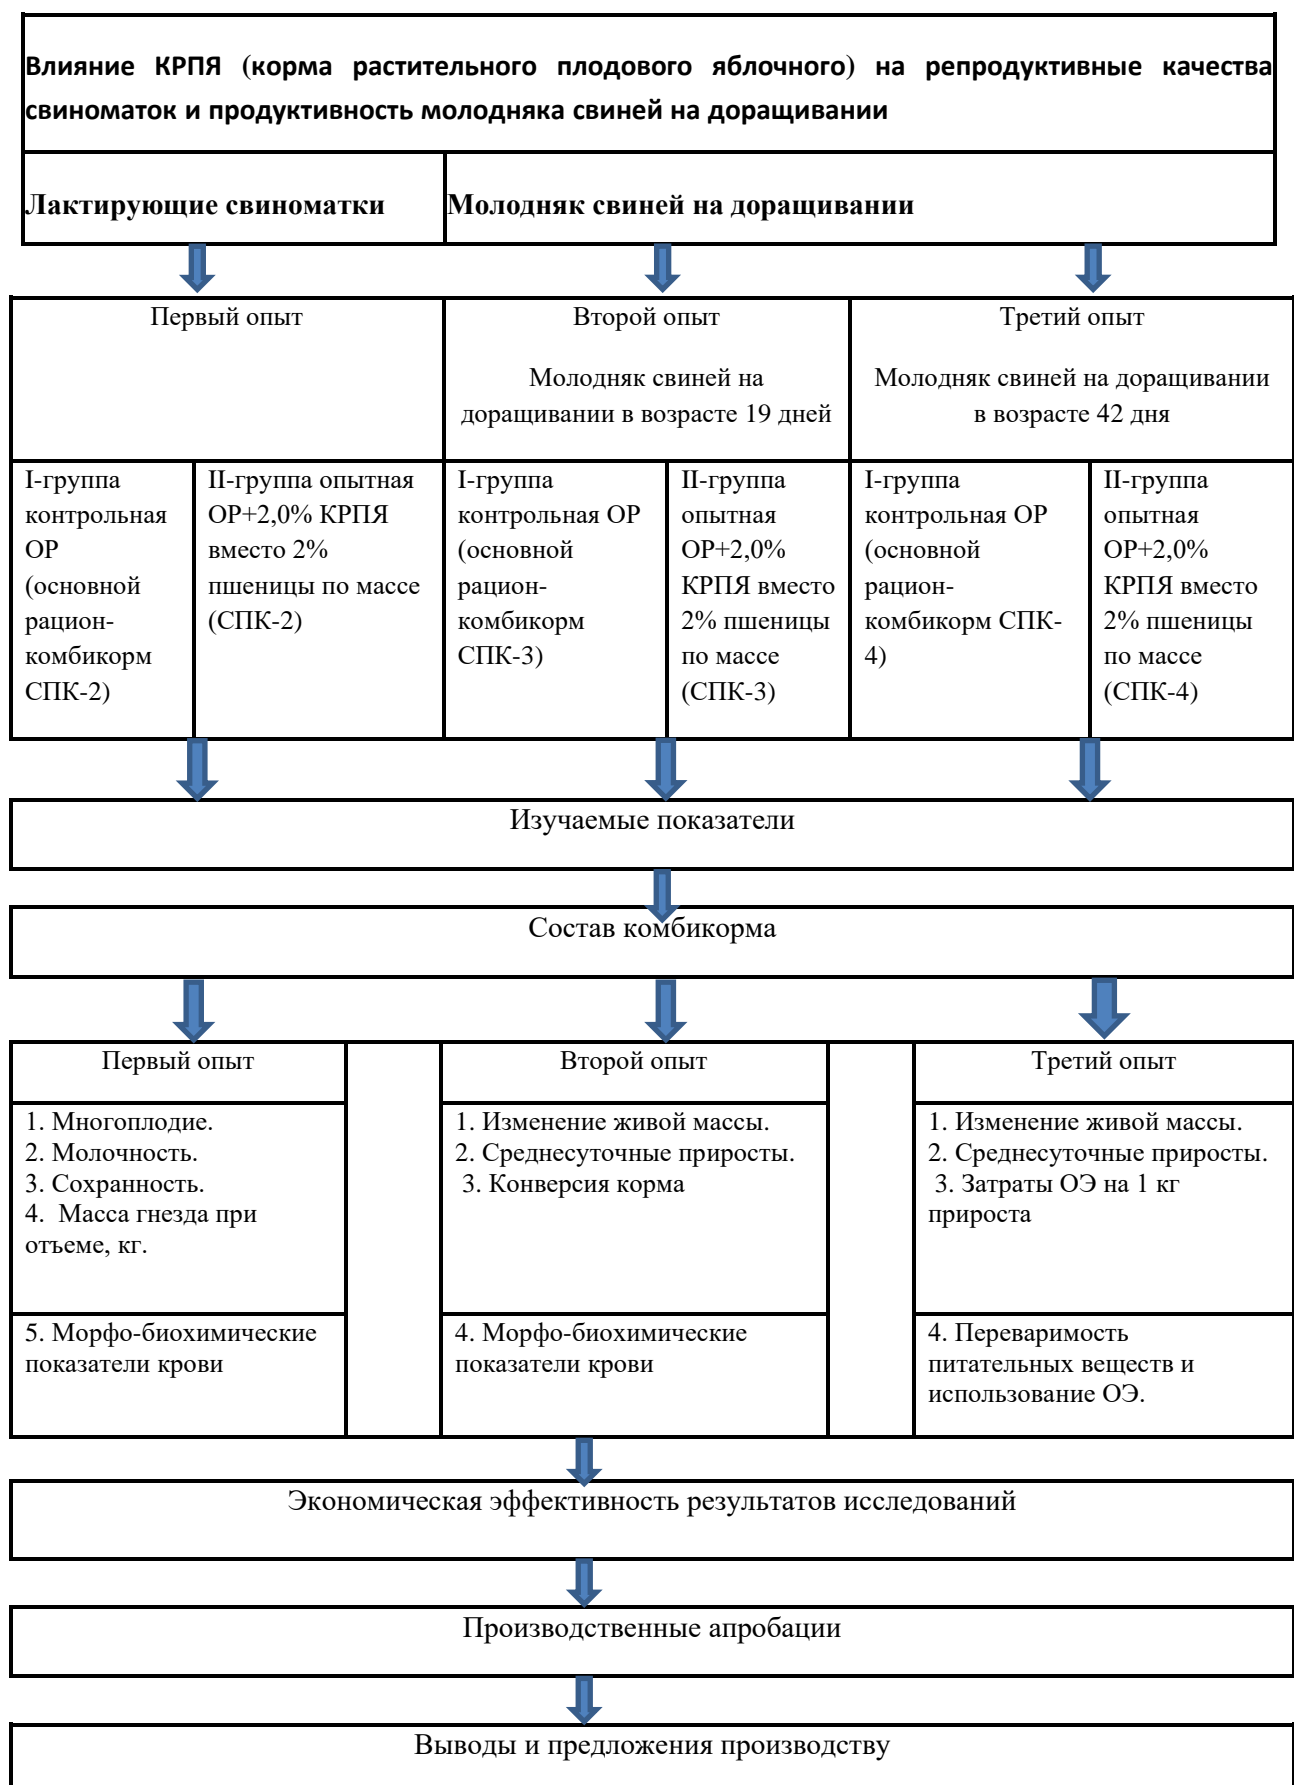 Влияние КРПЯ (корма растительного плодового яблочного) на репродуктивные качества
свиноматок и продуктивность молодняка свиней на доращивании
Лактирующие свиноматки
Молодняк свиней на доращивании
Первый опыт
Второй опыт
Молодняк свиней на
доращивании в возрасте 19 дней
Третий опыт
Молодняк свиней на доращивании
в возрасте 42 дня
I-группа
контрольная
ОР
(основной
рацион-
комбикорм
СПК-2)
II-группа опытная
ОР+2,0% КРПЯ
вместо 2%
пшеницы по массе
(СПК-2)
I-группа
контрольная ОР
(основной
рацион-
комбикорм
СПК-3)
II-группа
опытная
ОР+2,0%
КРПЯ вместо
2% пшеницы
по массе
(СПК-3)
I-группа
контрольная ОР
(основной
рацион-
комбикорм СПК-
4)
II-группа
опытная
ОР+2,0%
КРПЯ вместо
2% пшеницы
по массе
(СПК-4)
Изучаемые показатели
Состав комбикорма
Первый опыт
1. Многоплодие.
2. Молочность.
3. Сохранность.
4. Масса гнезда при
отъеме, кг.
5. Морфо-биохимические
показатели крови
Второй опыт
1. Изменение живой массы.
2. Среднесуточные приросты.
3. Конверсия корма
4. Морфо-биохимические
показатели крови
Третий опыт
1. Изменение живой массы.
2. Среднесуточные приросты.
3. Затраты ОЭ на 1 кг
прироста
4. Переваримость
питательных веществ и
использование ОЭ.
Экономическая эффективность результатов исследований
Производственные апробации
Выводы и предложения производству